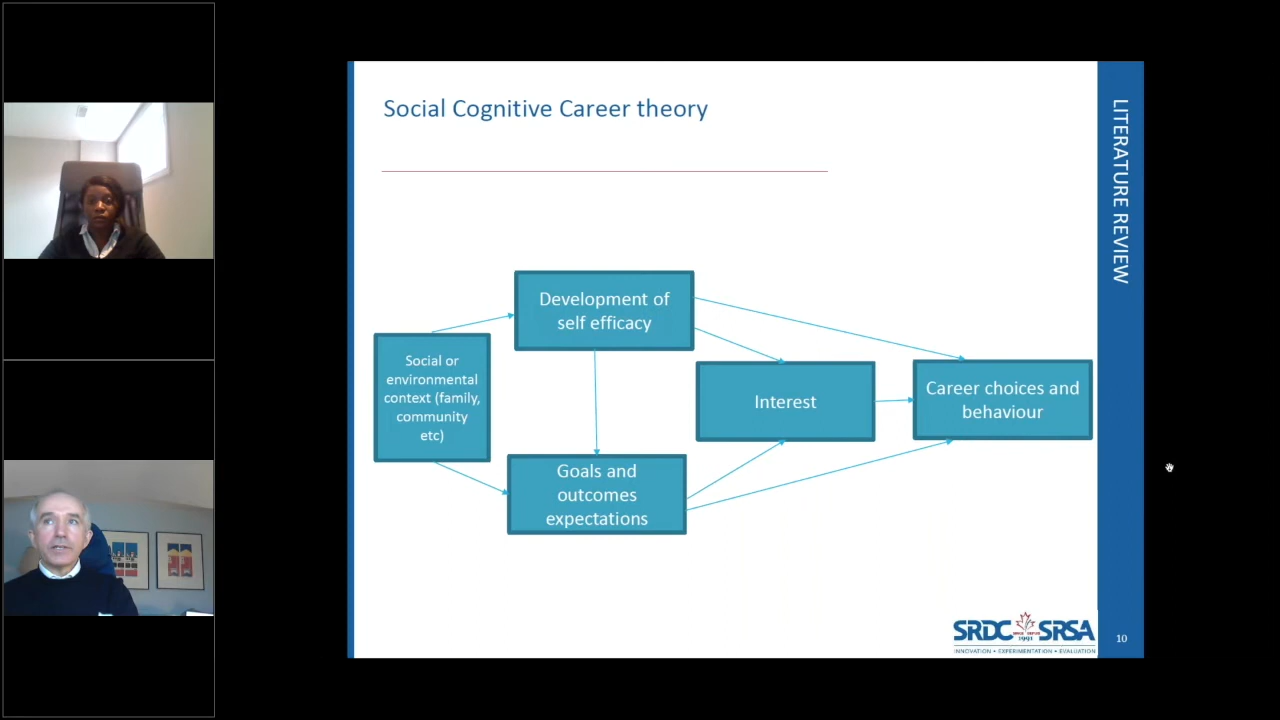 Social Cognitive Career theory
LITERATURE REVIEW
Development of
self efficacy
Social or
environmental
context (family,
community
etc)
Interest
Career choices and
behaviour
Goals and
outcomes
expectations
SRDC SRSA
1991
INNOVATION • EXPERIMENTATION • EVALUATION
10